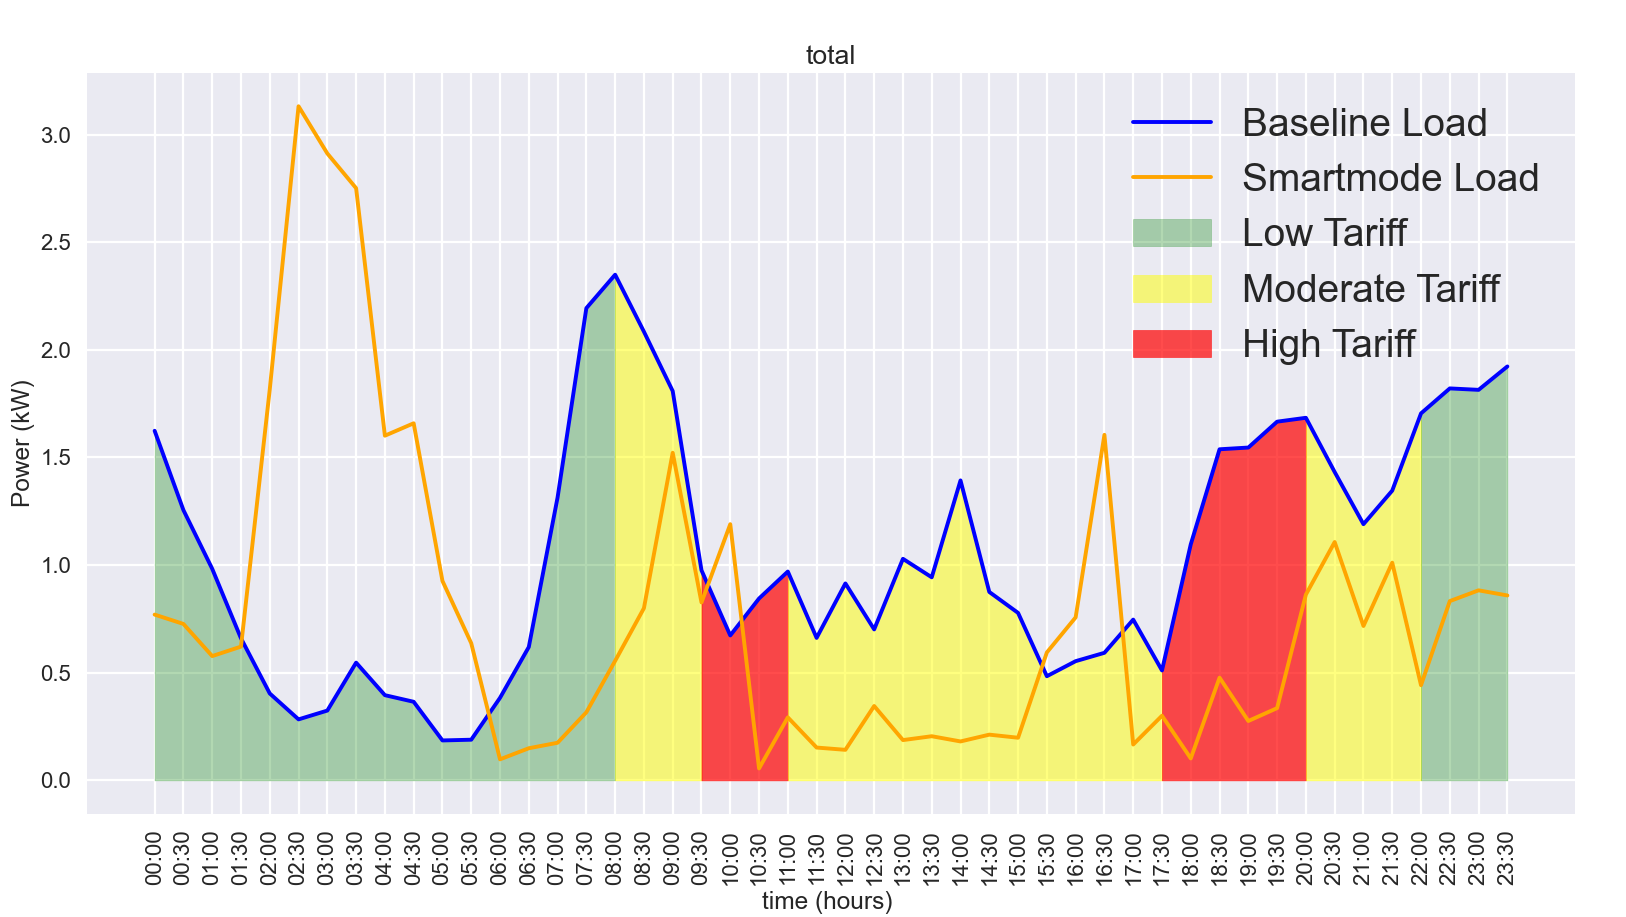 total
Baseline Load
Smartmode Load
Low Tariff
Moderate Tariff
High Tariff
Power (kW)
3.0
2.5
2.0
1.5
1.0
0.5
0.0
00:00 00:30 01:00 01:30 02:00 02:30 03:00 03:30 04:00 04:30 05:00 05:30 06:00 06:30 07:00 07:30 08:00 08:30 09:00 09:30 10:00 10:30 11:00 11:30 12:00 12:30 13:00 13:30 14:00 14:30 15:00 15:30 16:00 16:30 17:00 17:30 18:00 18:30 19:00 19:30 20:00 20:30 21:00 21:30 22:00 22:30 23:00 23:30
time (hours)